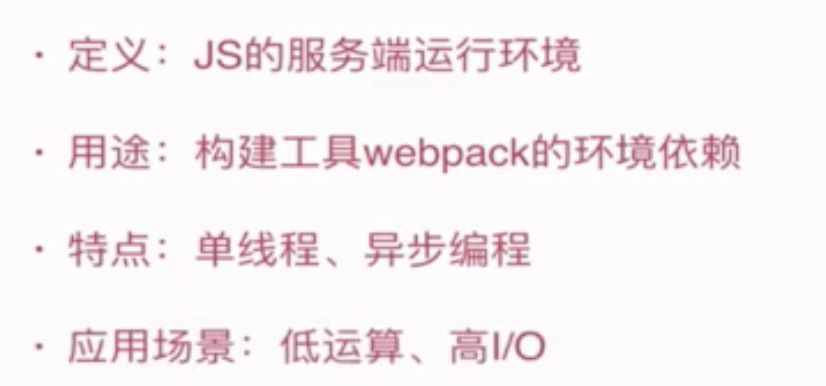 · 定义：JS的服务端运行环境
· 用途：构建工具webpack的环境依赖
· 特点：单线程、异步编程
· 应用场景：低运算、高I/O